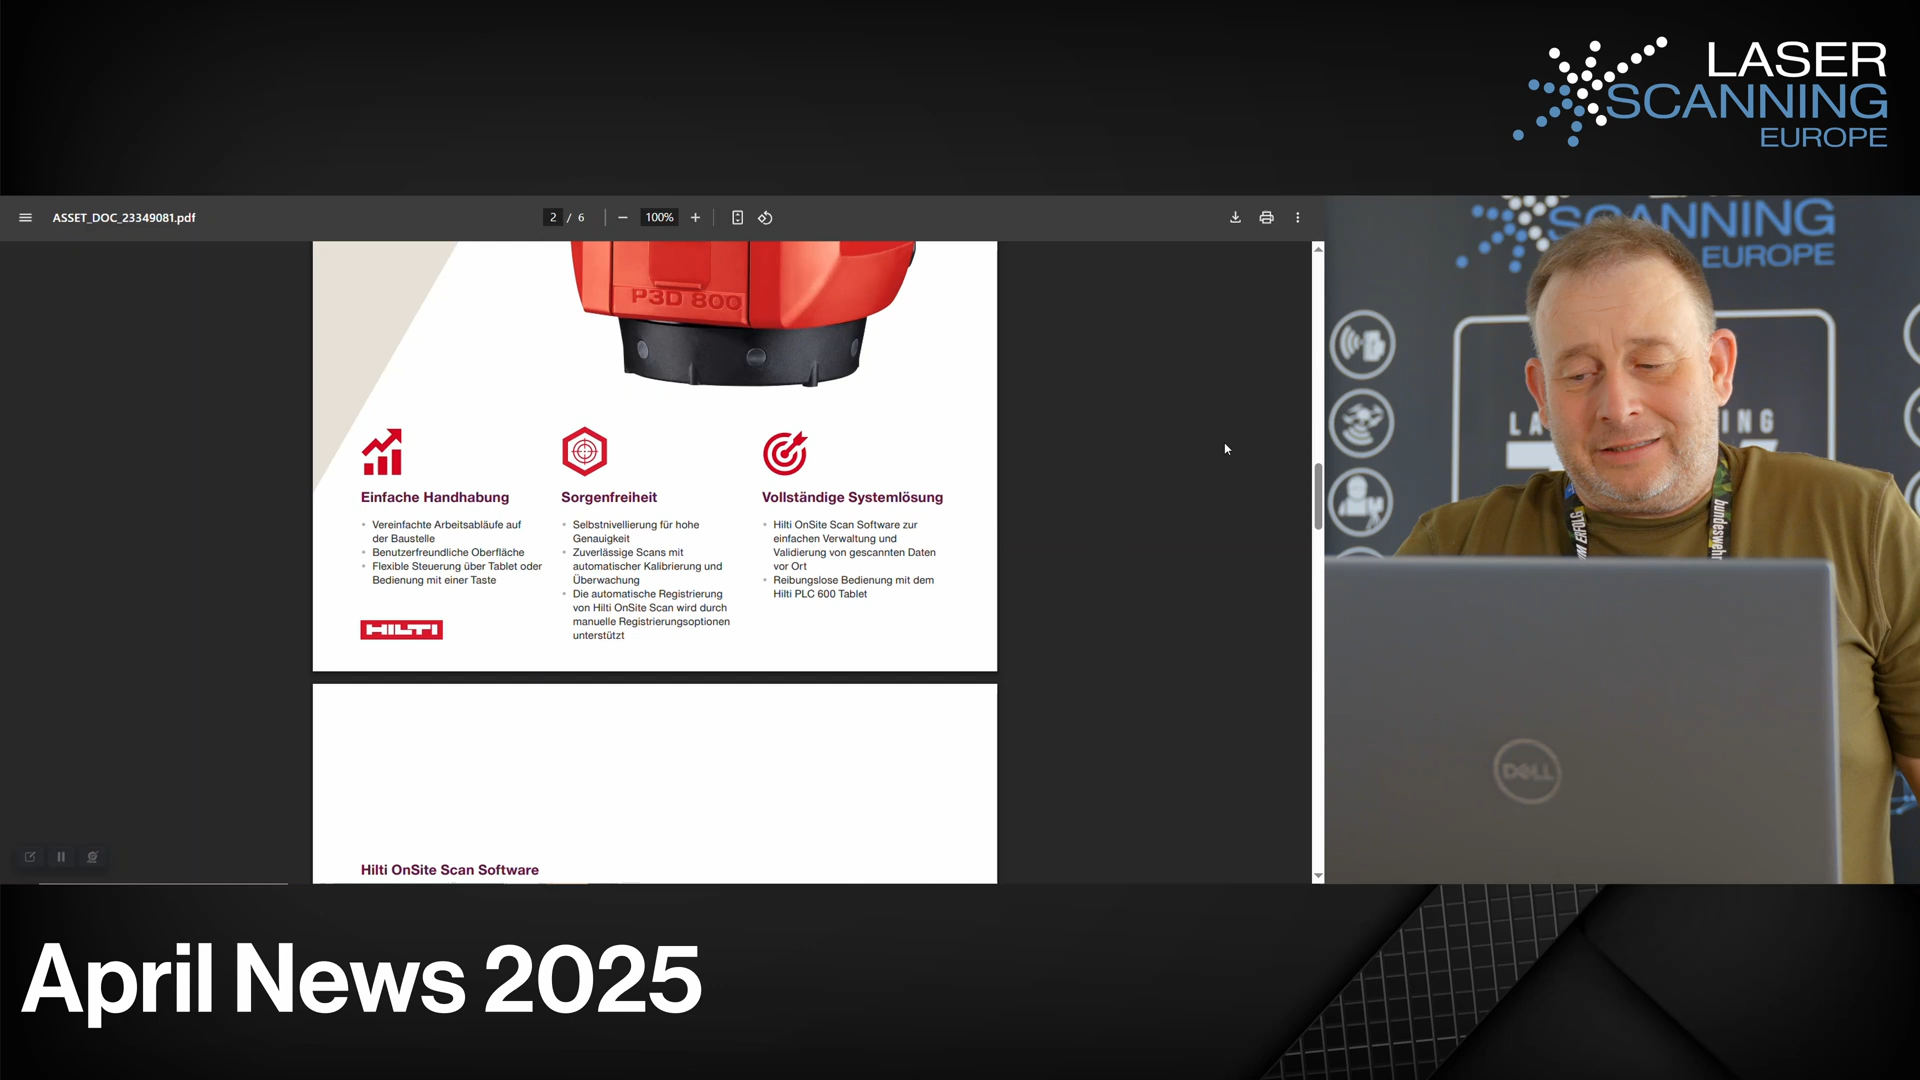 LASER
SCANNING
EUROPE
ASSET_DOC_23349081.pdf
2 / 6
100%
SCANNING
EUROPE
P3D 800
Einfache Handhabung
• Vereinfachte Arbeitsabläufe auf
der Baustelle
• Benutzerfreundliche Oberfläche
• Flexible Steuerung über Tablet oder
Bedienung mit einer Taste
Sorgenfreiheit
• Selbstnivellierung für hohe
Genauigkeit
• Zuverlässige Scans mit
automatischer Kalibrierung und
Überwachung
• Die automatische Registrierung
von Hilti OnSite Scan wird durch
manuelle Registrierungsoptionen
unterstützt
Vollständige Systemlösung
• Hilti OnSite Scan Software zur
einfachen Verwaltung und
Validierung von gescannten Daten
vor Ort
• Reibungslose Bedienung mit dem
Hilti PLC 600 Tablet
HILTI
Hilti OnSite Scan Software
bundeswehr
DELL
April News 2025